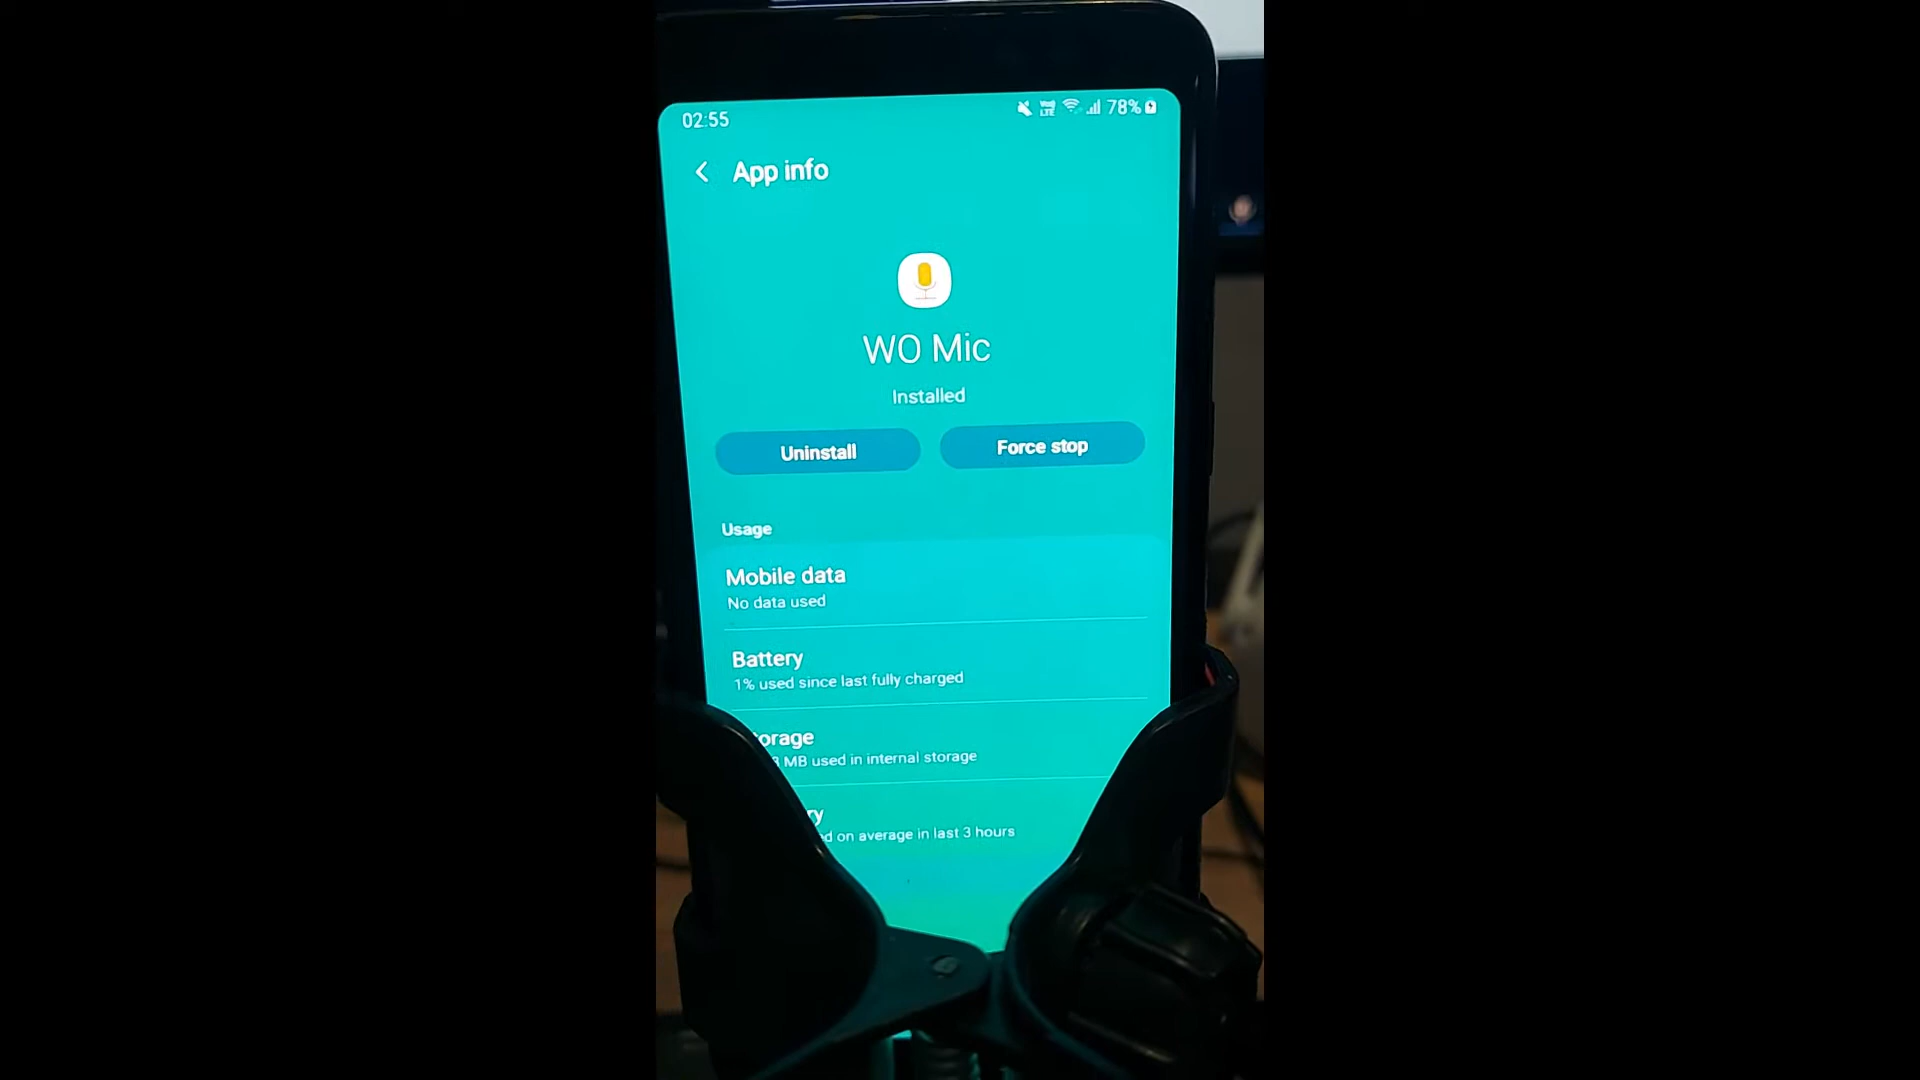 02:55
78%
App info
WO Mic
Installed
Uninstall
Force stop
Usage
Mobile data
No data used
Battery
1% used since last fully charged
MB used in internal storage
on average in last 3 hours